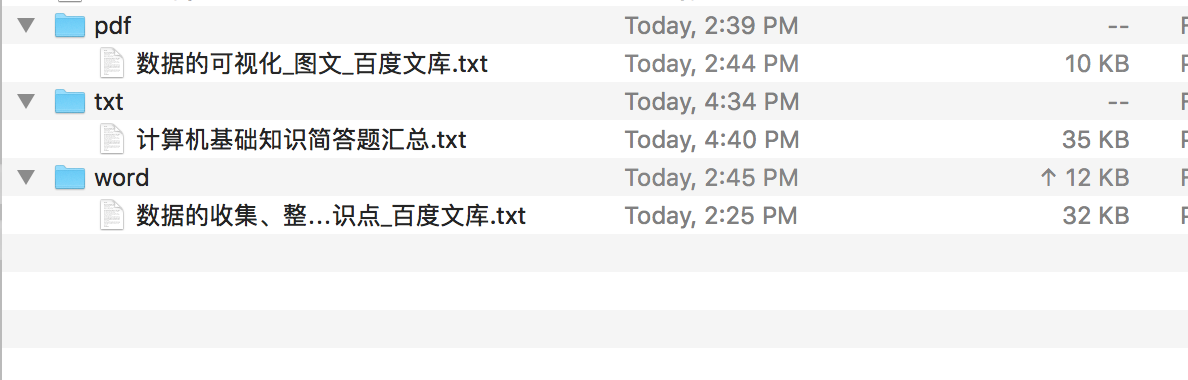 pdf Today, 2:39 PM --
数据的可视化_图文_百度文库.txt Today, 2:44 PM 10 KB
txt Today, 4:34 PM --
计算机基础知识简答题汇总.txt Today, 4:40 PM 35 KB
word Today, 2:45 PM ↑ 12 KB
数据的收集、整…识点_百度文库.txt Today, 2:25 PM 32 KB